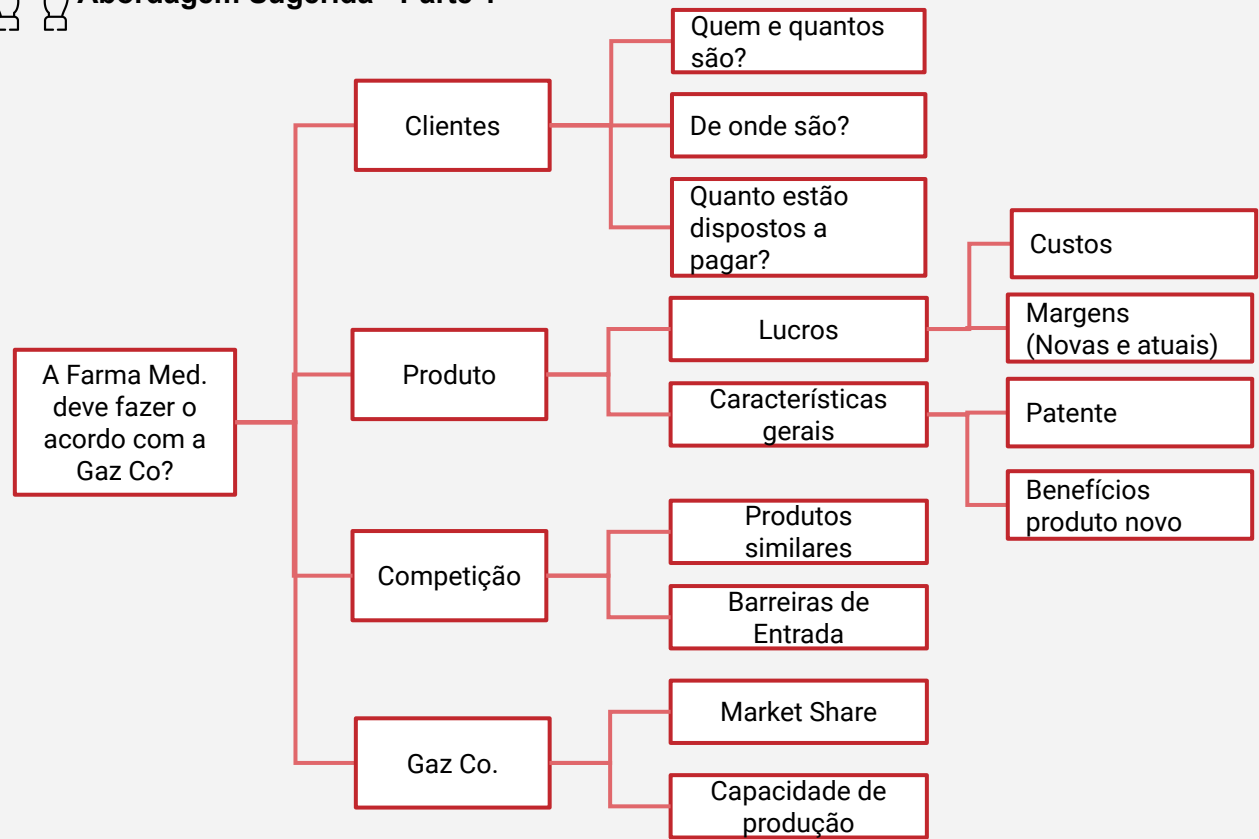 Abordagem Sugerida - Parte 1
Quem e quantos
são?
Clientes
De onde são?
Quanto estão
dispostos a
pagar?
Custos
Lucros
Margens
(Novas e atuais)
A Farma Med.
deve fazer o
acordo com a
Gaz Co?
Produto
Características
gerais
Patente
Benefícios
produto novo
Produtos
similares
Competição
Barreiras de
Entrada
Market Share
Gaz Co.
Capacidade de
produção